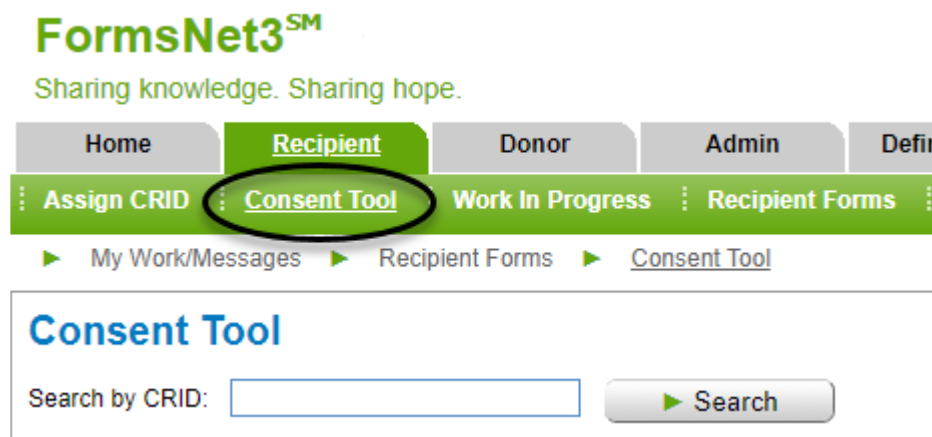 FormsNet3℠
Sharing knowledge. Sharing hope.
Home Recipient Donor Admin
Assign CRID Consent Tool Work In Progress Recipient Forms
My Work/Messages Recipient Forms Consent Tool
Consent Tool
Search by CRID: Search